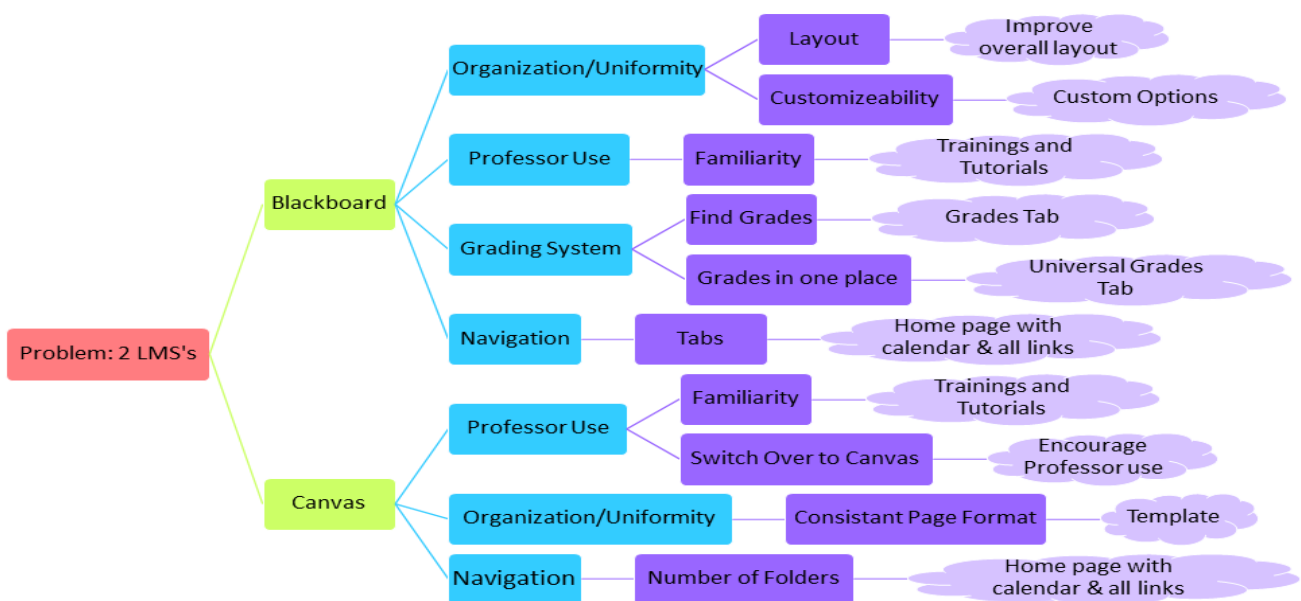 Problem: 2 LMS's
Blackboard
Organization/Uniformity
Layout
Improve
overall layout
Customizeability
Custom Options
Professor Use
Familiarity
Trainings and
Tutorials
Grading System
Find Grades
Grades Tab
Grades in one place
Universal Grades
Tab
Navigation
Tabs
Home page with
calendar & all links
Canvas
Professor Use
Familiarity
Trainings and
Tutorials
Switch Over to Canvas
Encourage
Professor use
Organization/Uniformity
Consistant Page Format
Template
Navigation
Number of Folders
Home page with
calendar & all links